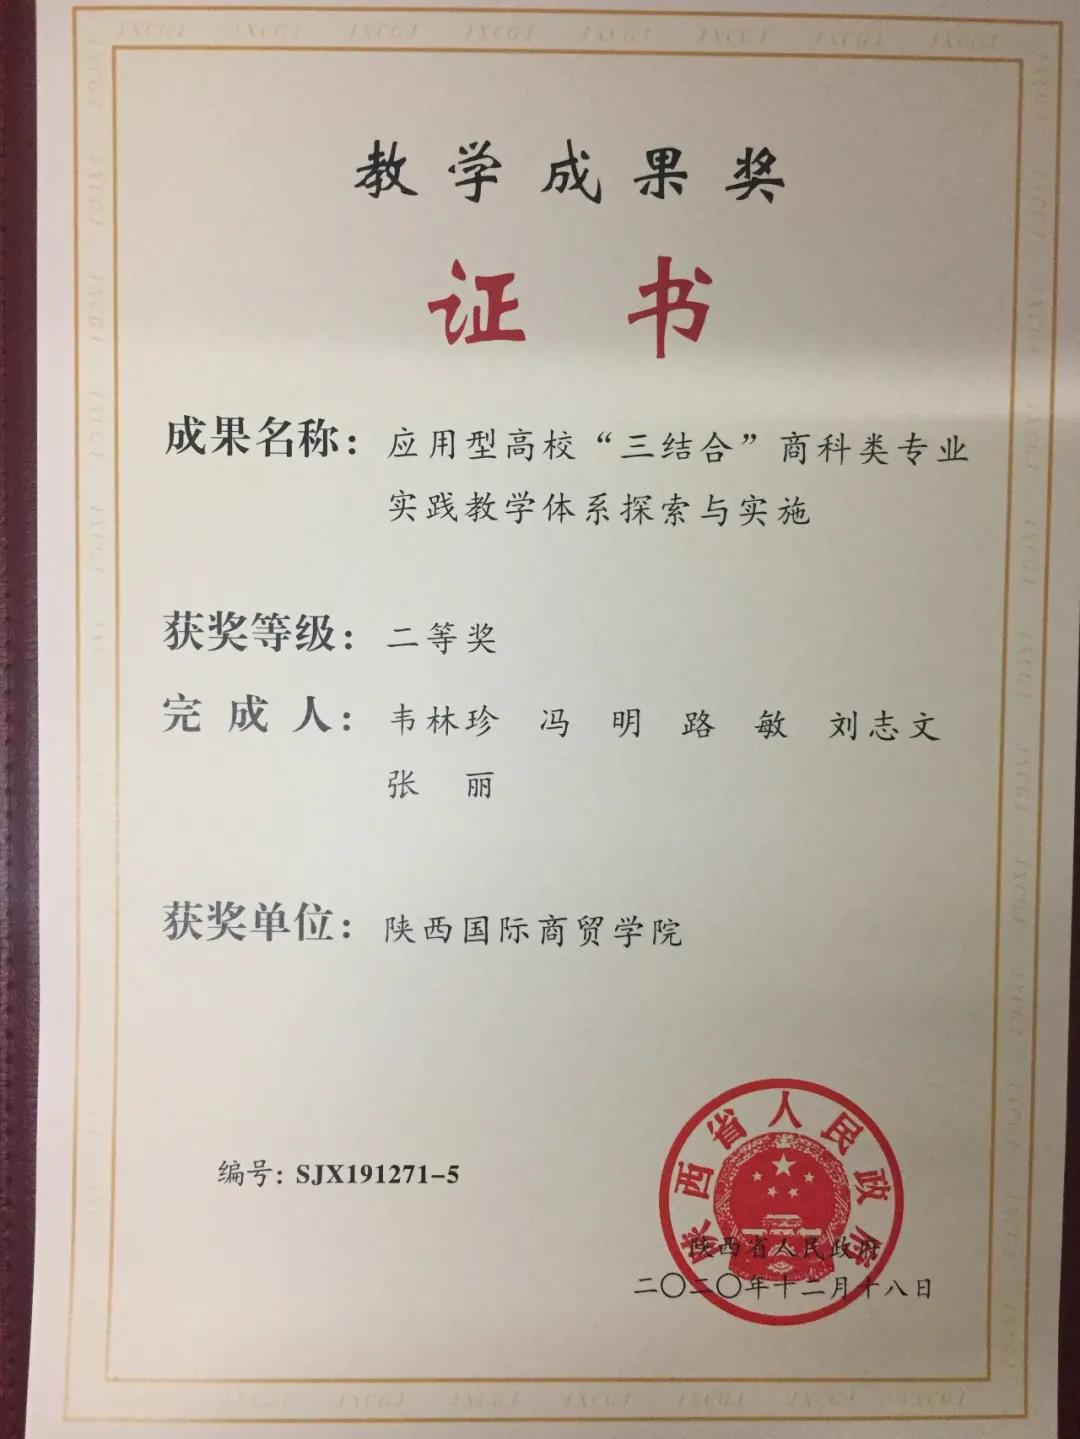 教学成果奖
证书
成果名称：应用型高校“三结合”商科类专业
实践教学体系探索与实施
获奖等级：二等奖
完成人：韦林珍 冯明 路敏 刘志文
张丽
获奖单位：陕西国际商贸学院
编号：SJX191271-5
陕西省人民政府
陕西省人民政府
二〇二〇年十二月十八日